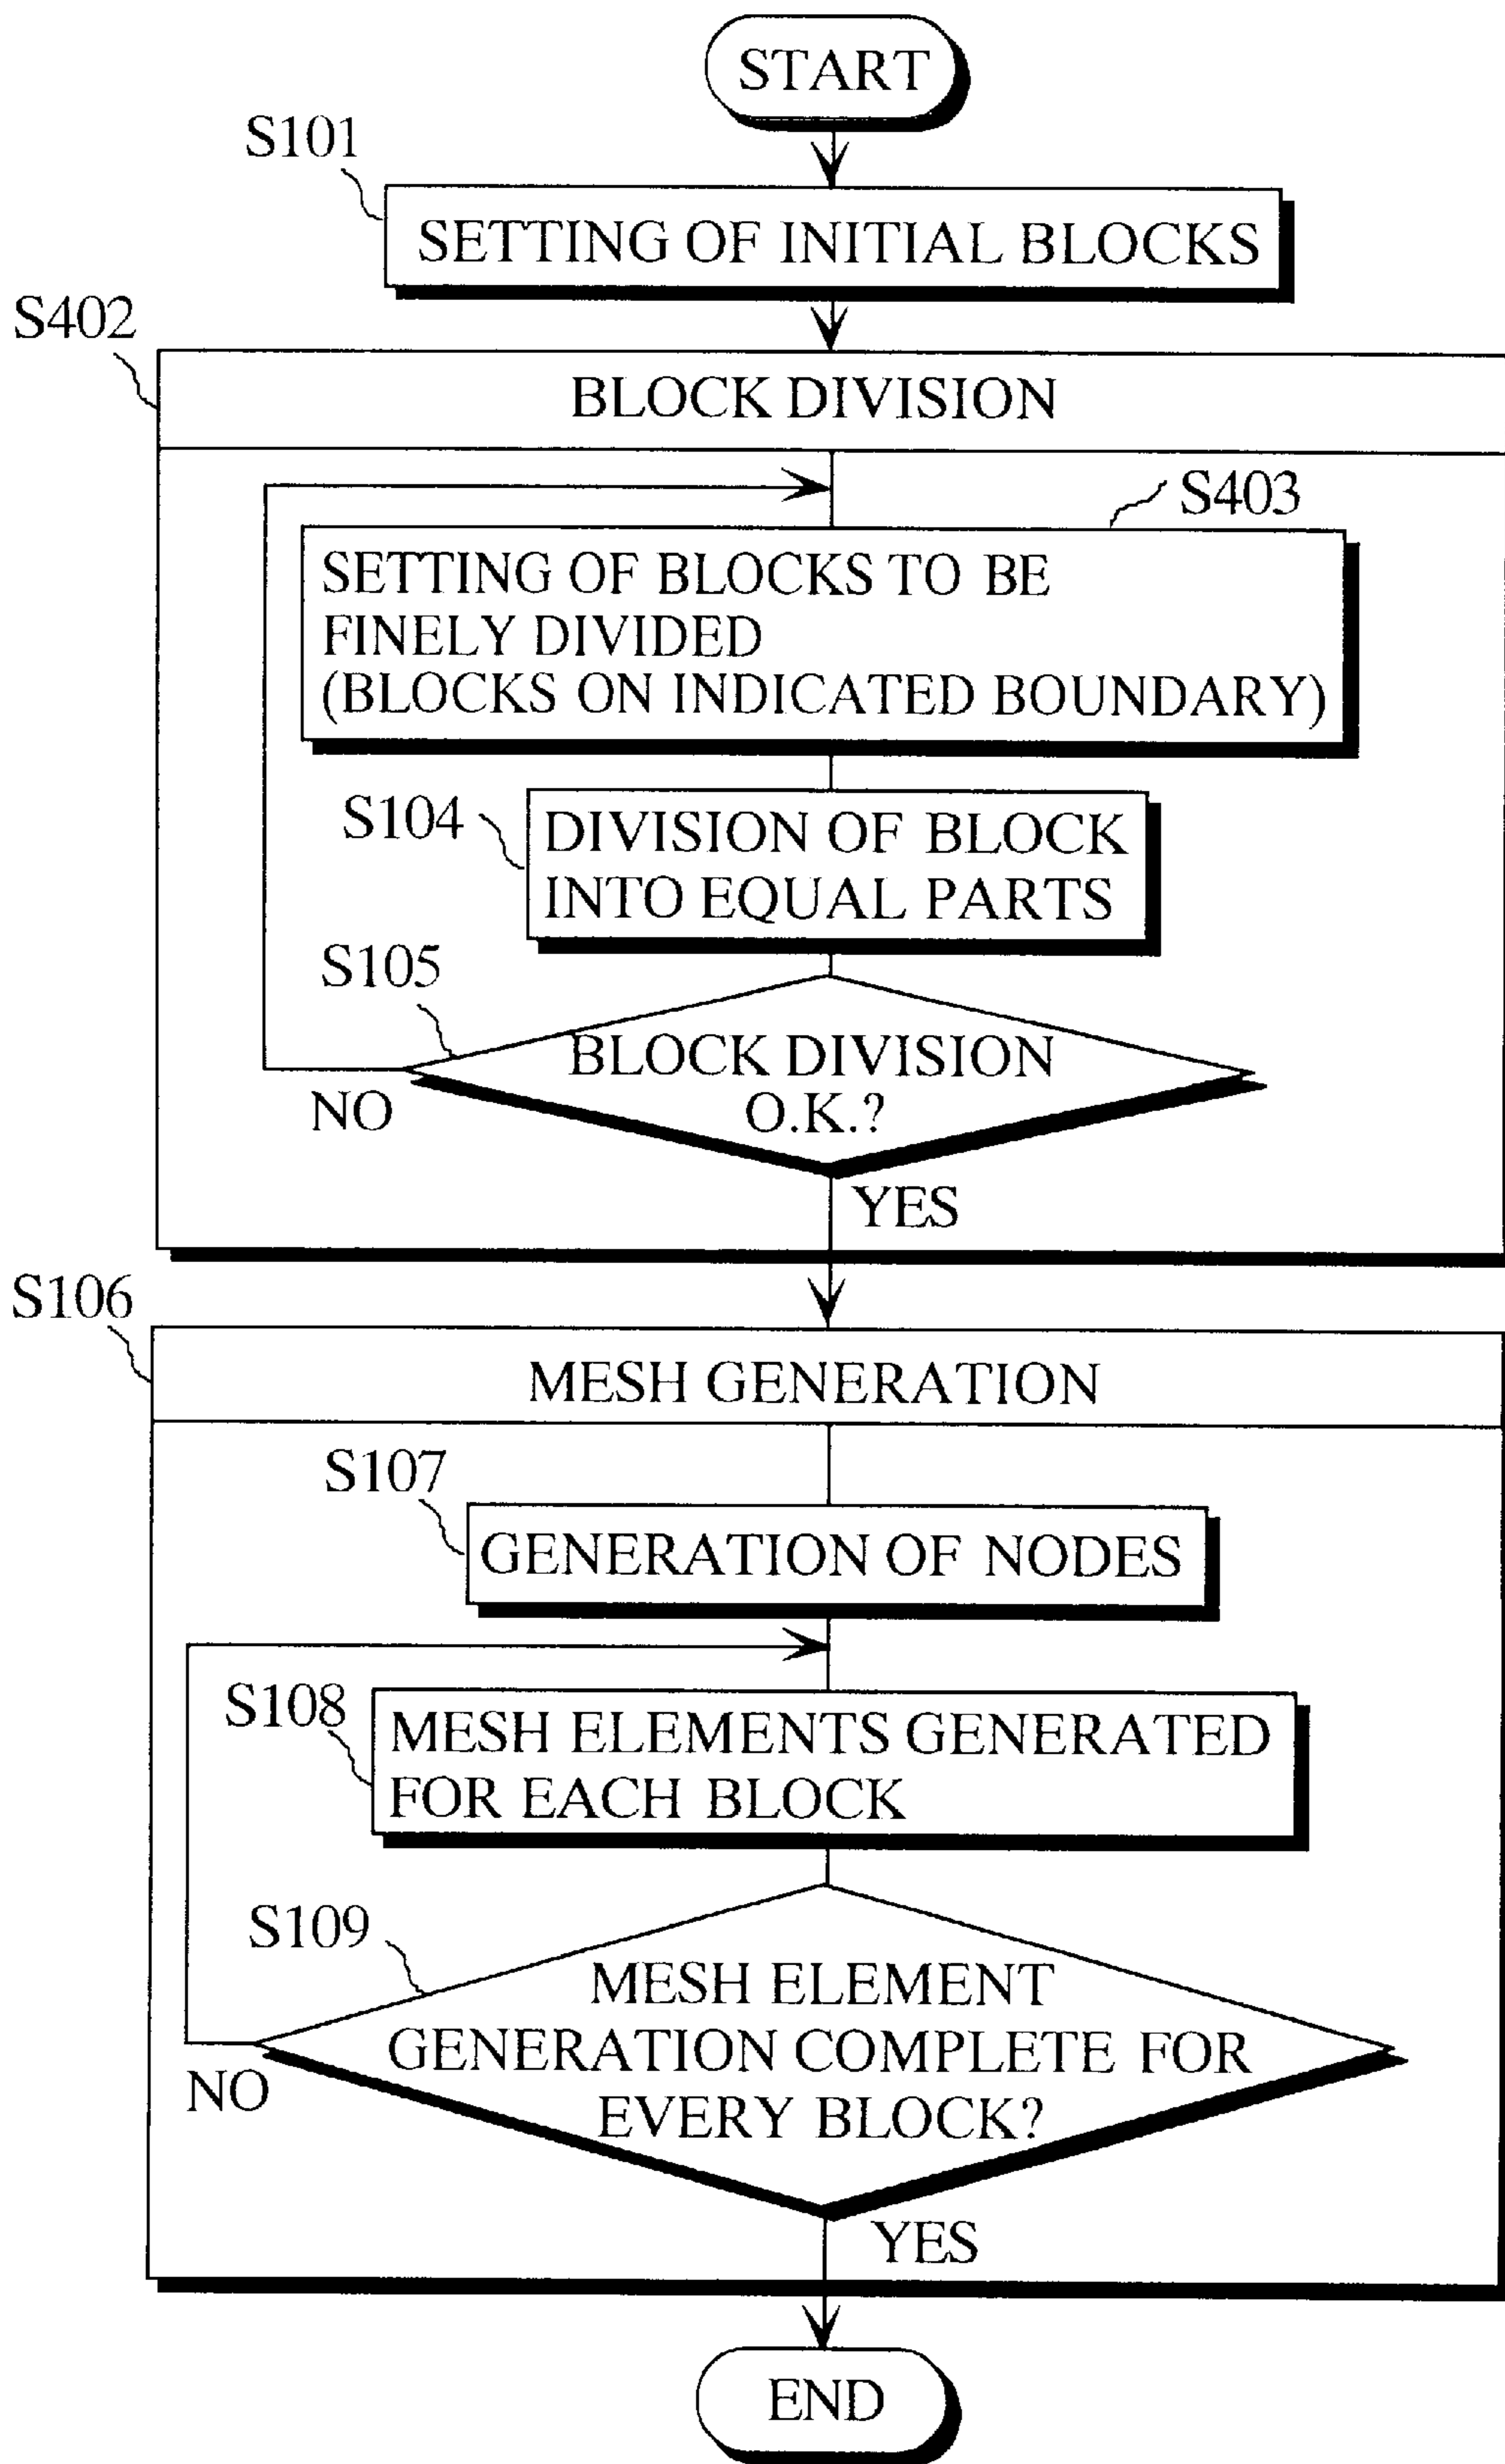 START
S101
SETTING OF INITIAL BLOCKS
S402
BLOCK DIVISION
S403
SETTING OF BLOCKS TO BE
FINELY DIVIDED
(BLOCKS ON INDICATED BOUNDARY)
S104
DIVISION OF BLOCK
INTO EQUAL PARTS
S105
BLOCK DIVISION
O.K.?
NO
YES
S106
MESH GENERATION
S107
GENERATION OF NODES
S108
MESH ELEMENTS GENERATED
FOR EACH BLOCK
S109
MESH ELEMENT
GENERATION COMPLETE FOR
EVERY BLOCK?
NO
YES
END